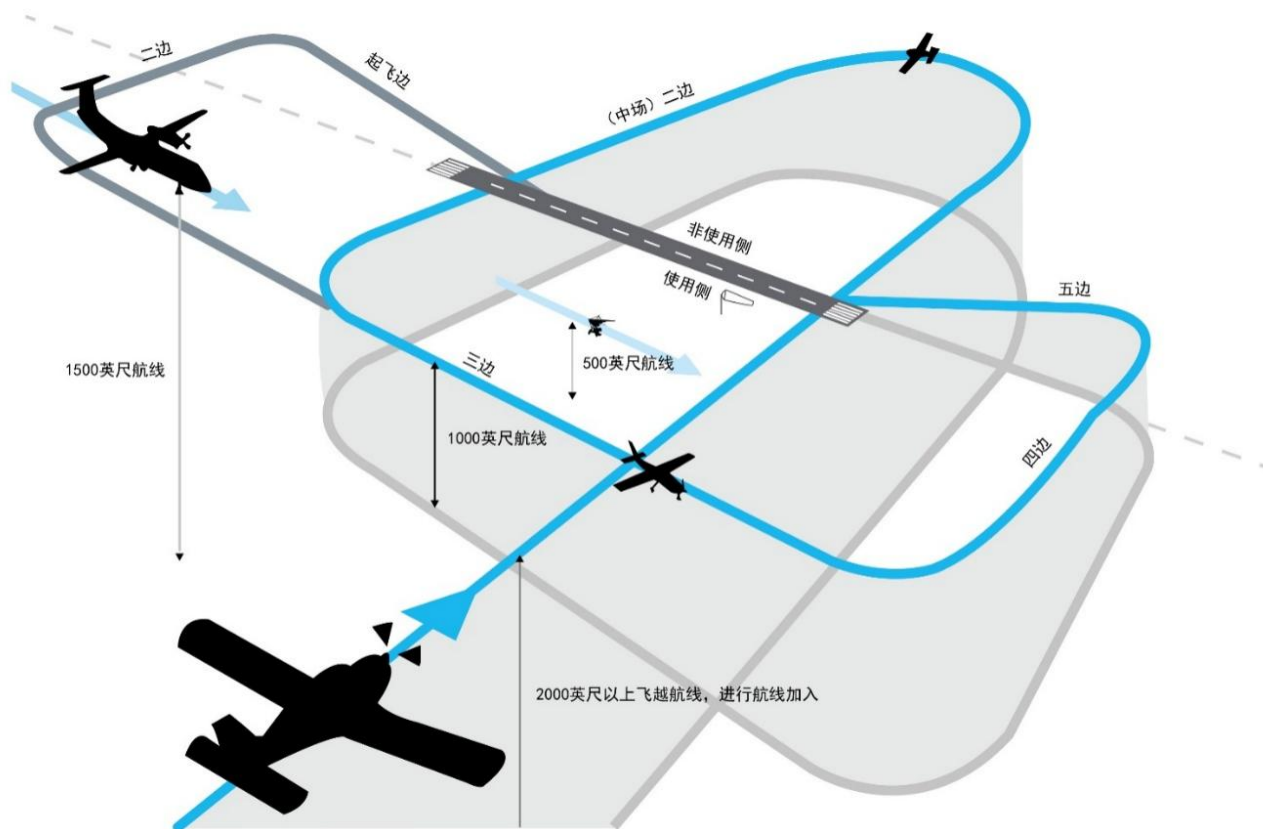 二边
起飞边
（中场）二边
非使用侧
使用侧
五边
1500英尺航线
三边
500英尺航线
1000英尺航线
四边
2000英尺以上飞越航线，进行航线加入